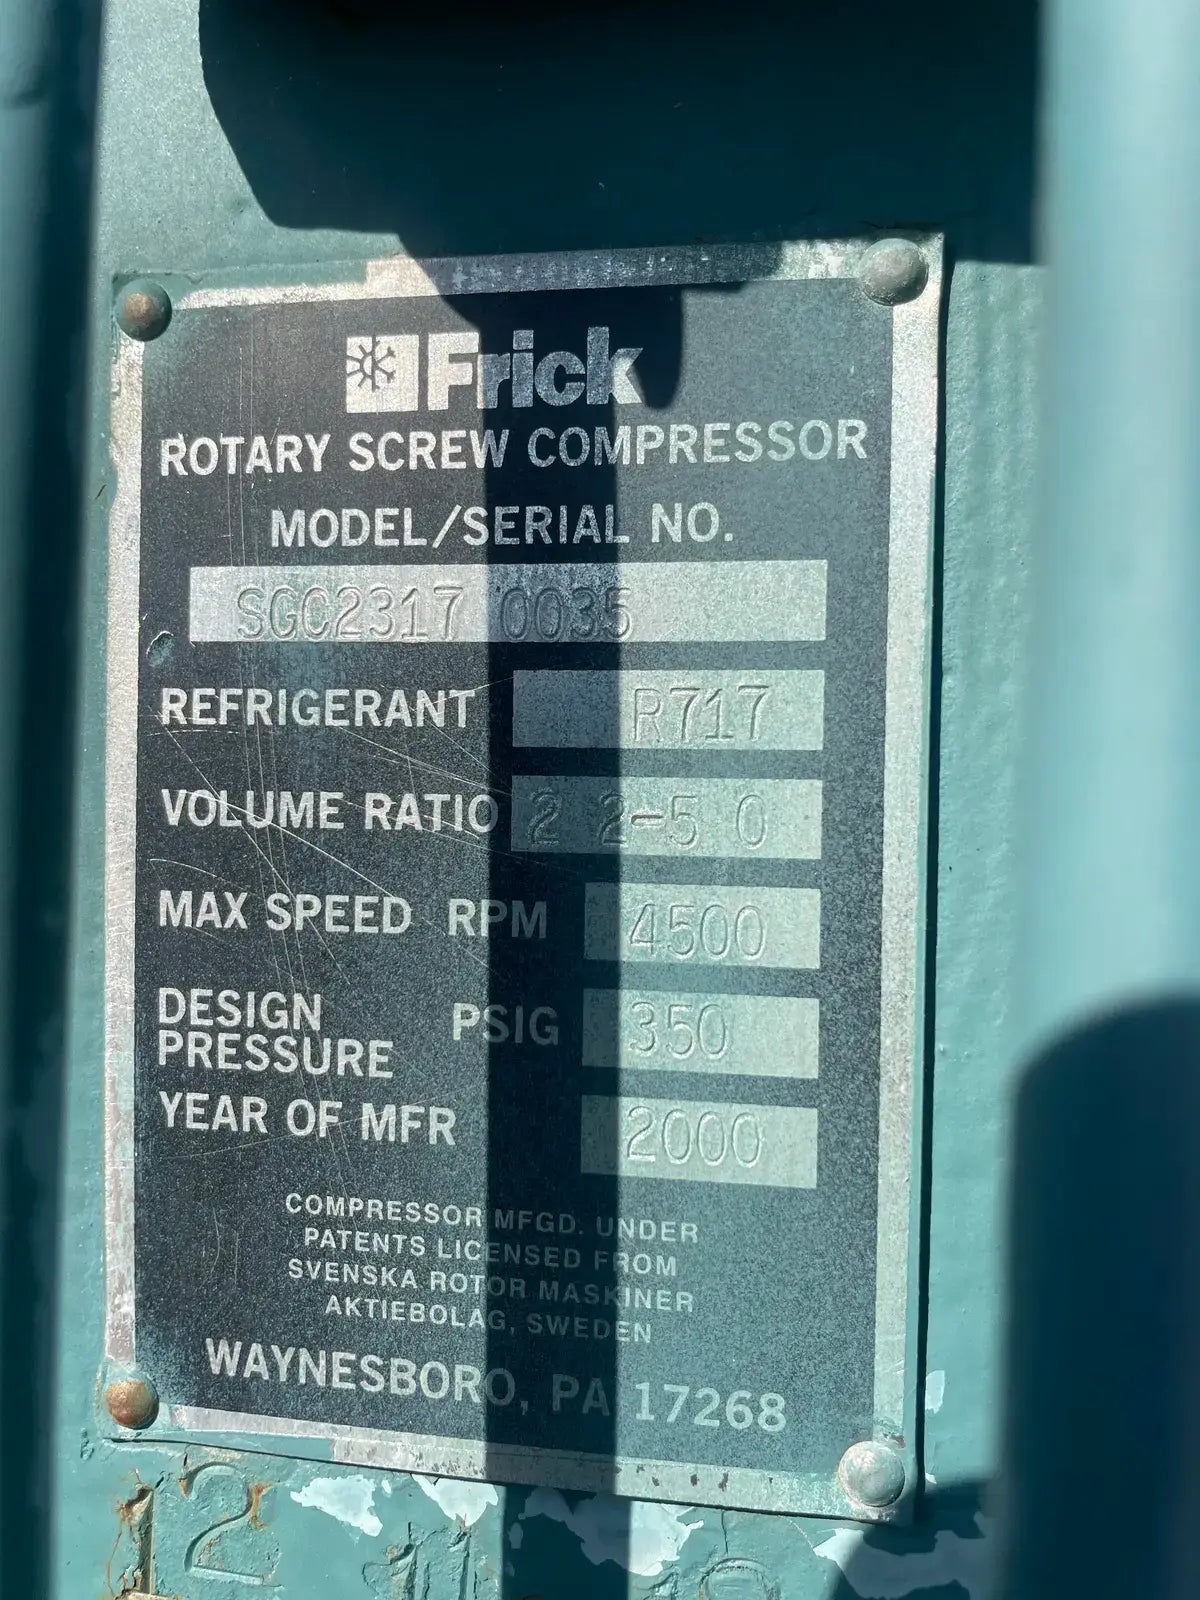 Frick
ROTARY SCREW COMPRESSOR
MODEL/SERIAL NO.
SGC2317 0035
REFRIGERANT R717
VOLUME RATIO 2 2-5 0
MAX SPEED RPM 4500
DESIGN PRESSURE PSIG 350
YEAR OF MFR 2000
COMPRESSOR MFGD. UNDER
PATENTS LICENSED FROM
SVENSKA ROTOR MASKINER
AKTIEBOLAG, SWEDEN
WAYNESBORO, PA 17268
12